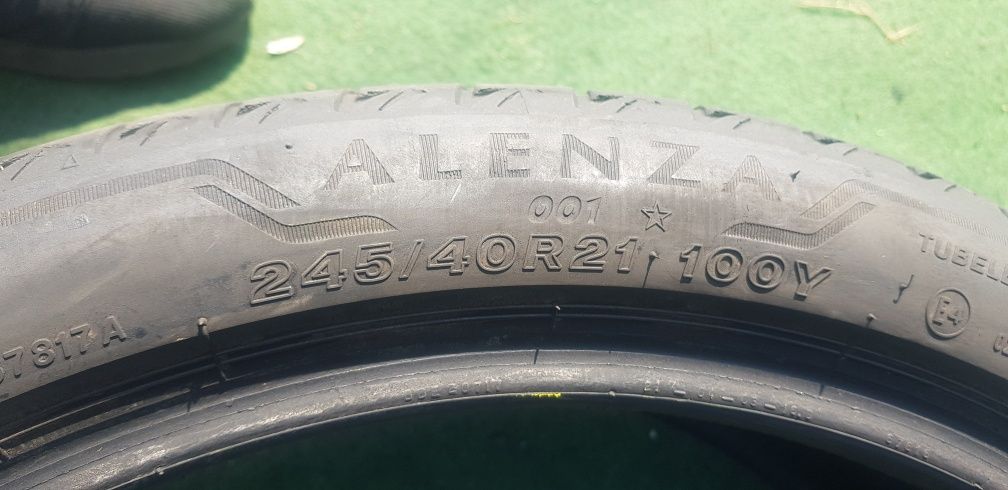 ALENZA
001
245/40R21 100Y
7817A
TUBEL
E4